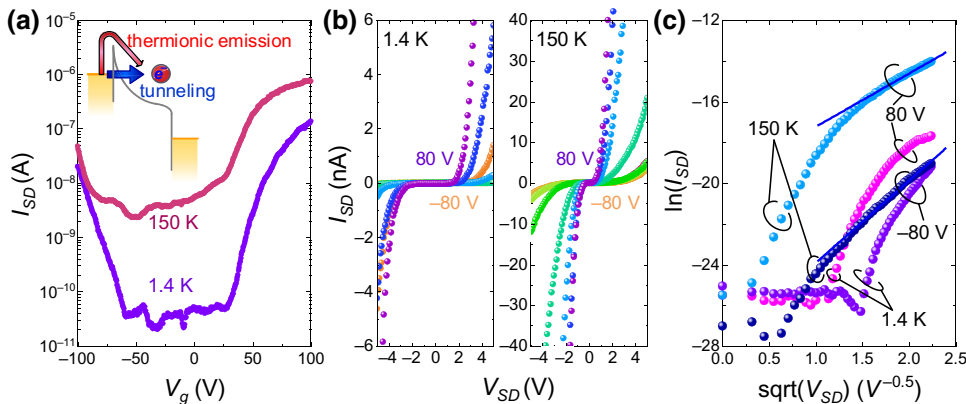 (a)
10⁻⁵
10⁻⁶
10⁻⁷
10⁻⁸
10⁻⁹
10⁻¹⁰
10⁻¹¹
I_SD (A)
thermionic emission
e⁻
tunneling
150 K
1.4 K
−100 −50 0 50 100
V_g (V)
(b)
6
4
2
0
−2
−4
−6
I_SD (nA)
1.4 K
80 V
−80 V
−4 0 4
40
30
20
10
0
−10
−20
−30
−40
150 K
80 V
−80 V
−4 0 4
V_SD (V)
(c)
−12
−16
−20
−24
−28
ln(I_SD)
150 K
80 V
−80 V
1.4 K
0.0 0.5 1.0 1.5 2.0 2.5
sqrt(V_SD) (V⁻⁰·⁵)